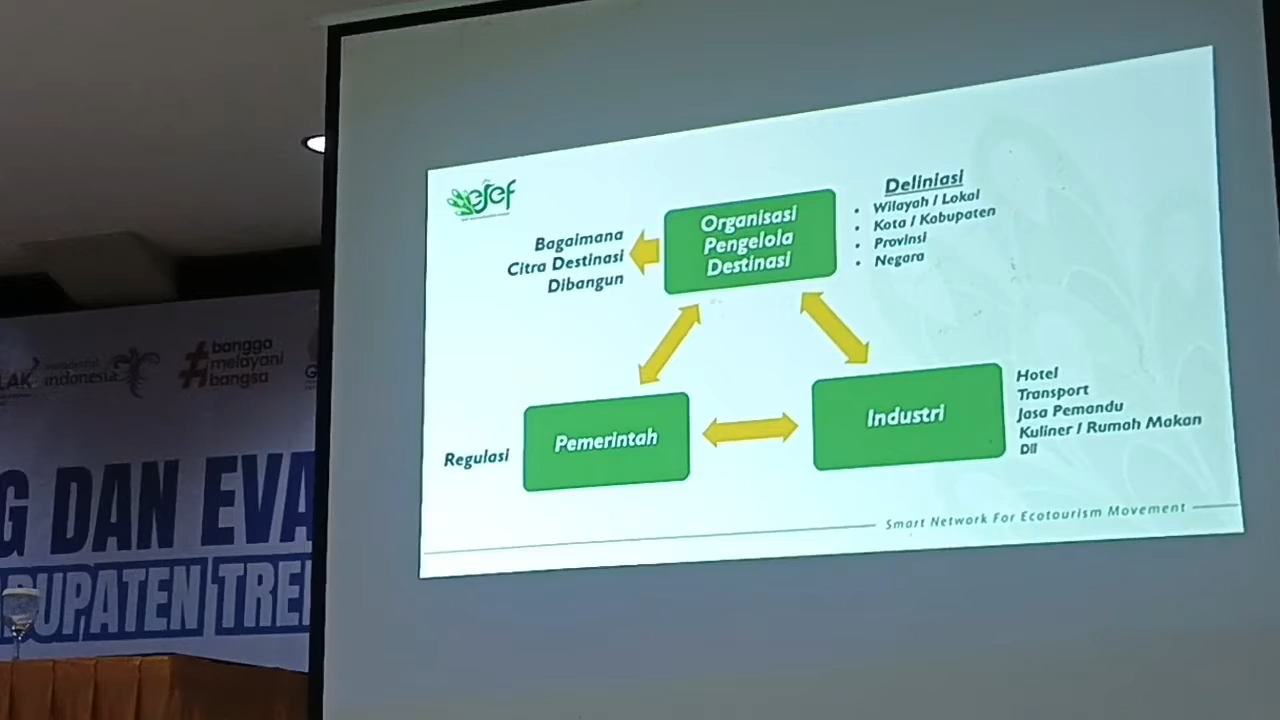 esef
Organisasi
Pengelola
Destinasi
Bagaimana
Citra Destinasi
Dibangun
Deliniasi
• Wilayah / Lokal
• Kota / Kabupaten
• Provinsi
• Negara
Pemerintah
Regulasi
Industri
Hotel
Transport
Jasa Pemandu
Kuliner / Rumah Makan
Dll
Smart Network For Ecotourism Movement
LAK
indonesia
#bangga
melayani
bangsa
G DAN EVA
ABUPATEN TRE